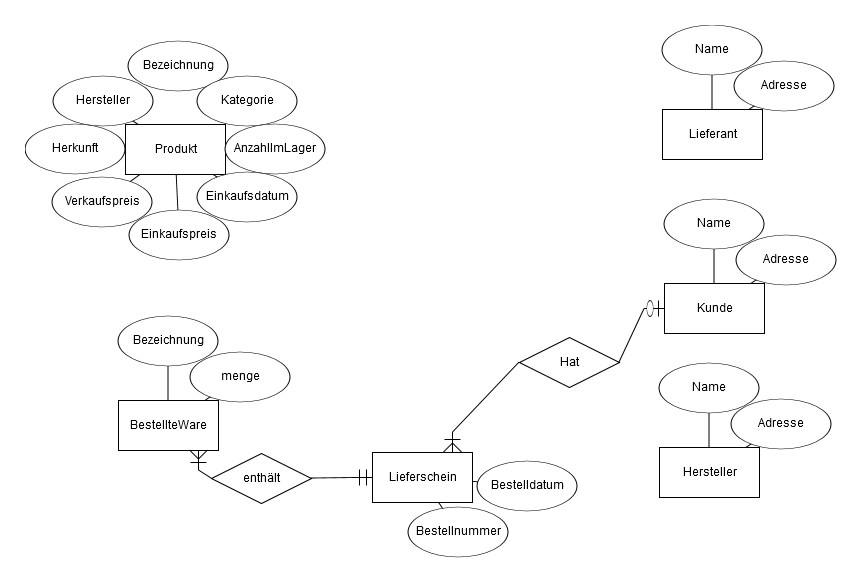 Name
Bezeichnung
Adresse
Hersteller
Kategorie
Lieferant
Herkunft
Produkt
AnzahlImLager
Verkaufspreis
Einkaufsdatum
Einkaufspreis
Name
Adresse
Kunde
Bezeichnung
Hat
menge
Name
BestellteWare
Adresse
enthält
Lieferschein
Hersteller
Bestelldatum
Bestellnummer